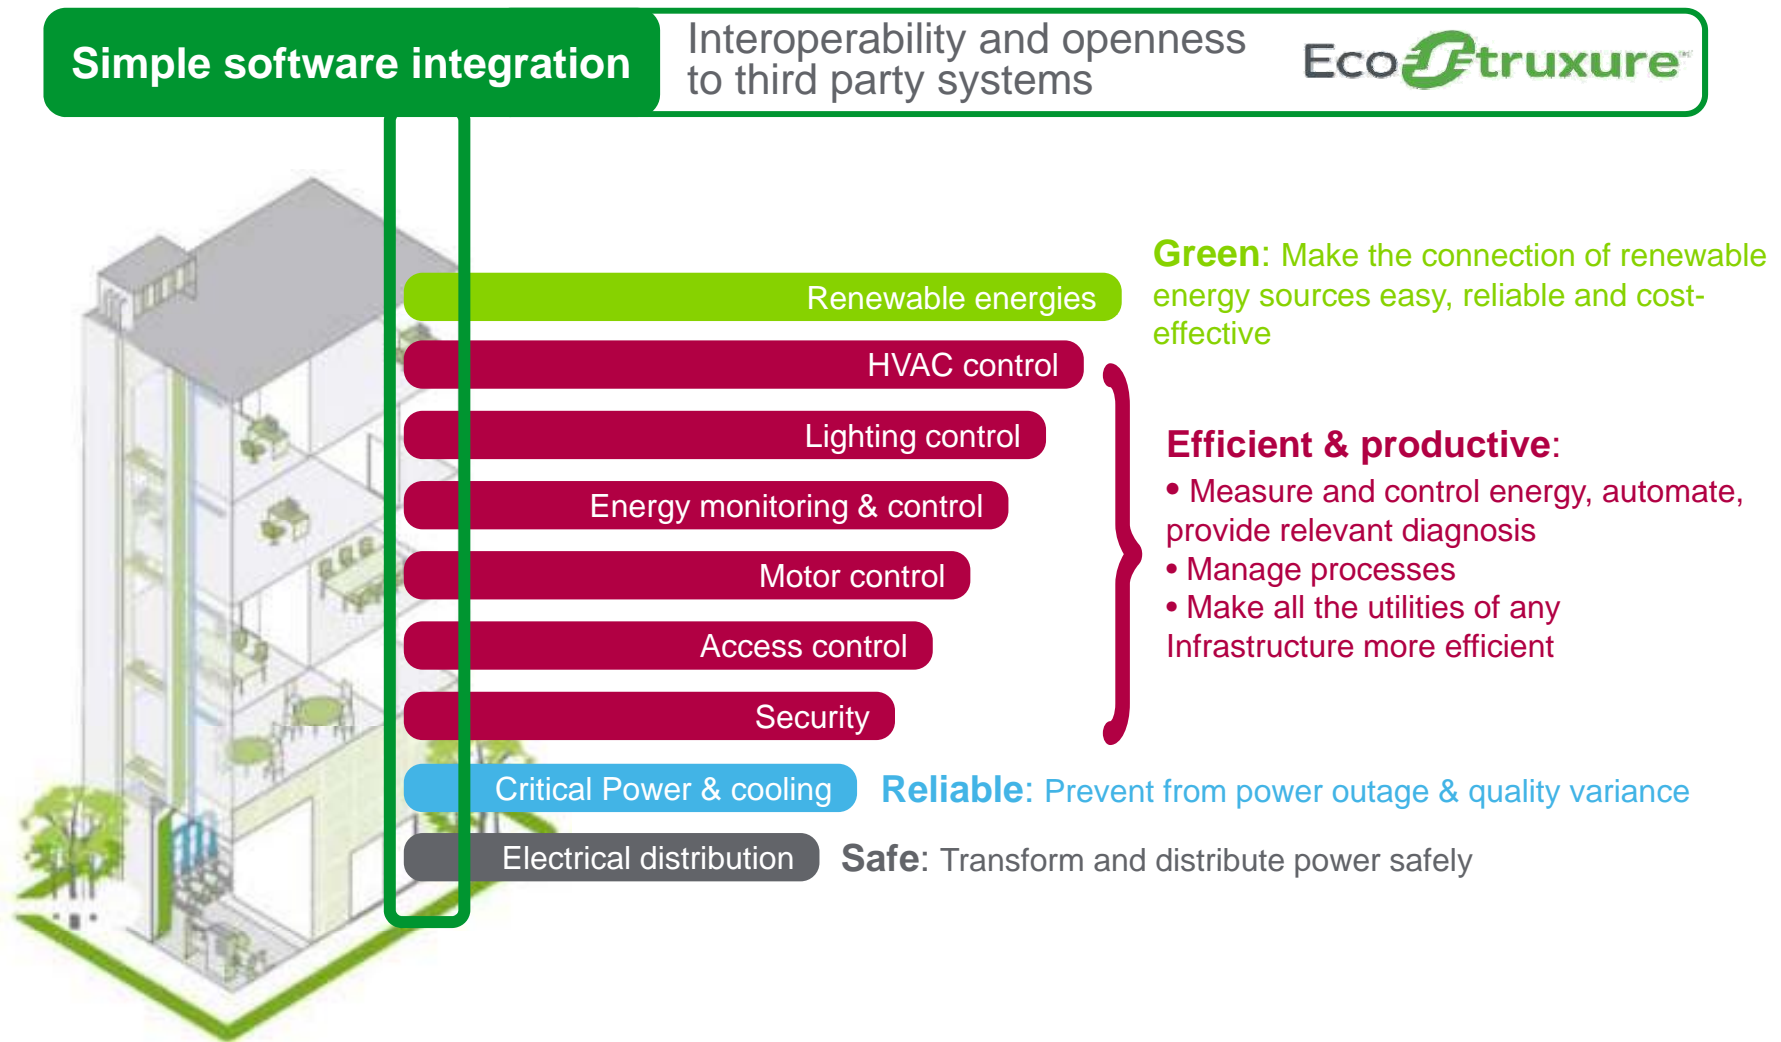 Simple software integration
Interoperability and openness
to third party systems
EcoStruxure™
Renewable energies
Green: Make the connection of renewable
energy sources easy, reliable and cost-
effective
HVAC control
Lighting control
Energy monitoring & control
Motor control
Access control
Security
Efficient & productive:
• Measure and control energy, automate,
provide relevant diagnosis
• Manage processes
• Make all the utilities of any
Infrastructure more efficient
Critical Power & cooling
Reliable: Prevent from power outage & quality variance
Electrical distribution
Safe: Transform and distribute power safely